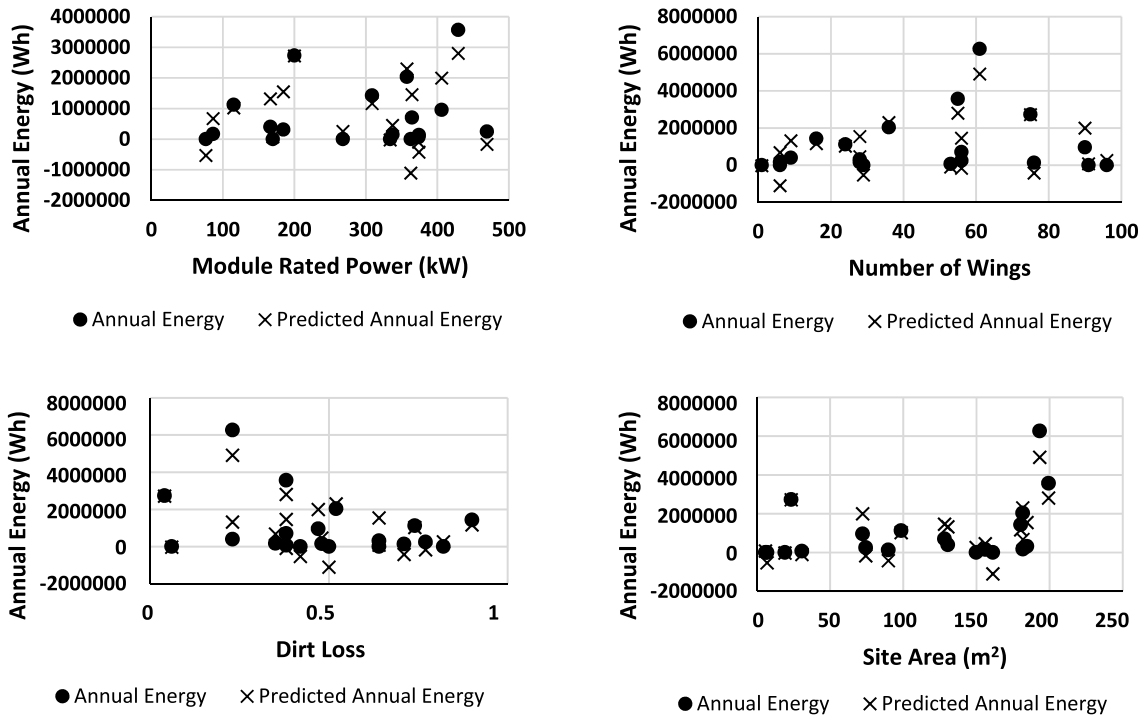 Annual Energy (Wh)
4000000
3000000
2000000
1000000
0
-1000000
-2000000
0 100 200 300 400 500
Module Rated Power (kW)
Annual Energy Predicted Annual Energy
Annual Energy (Wh)
8000000
6000000
4000000
2000000
0
-2000000
0 20 40 60 80 100
Number of Wings
Annual Energy Predicted Annual Energy
Annual Energy (Wh)
8000000
6000000
4000000
2000000
0
-2000000
0 0.5 1
Dirt Loss
Annual Energy Predicted Annual Energy
Annual Energy (Wh)
8000000
6000000
4000000
2000000
0
-2000000
0 50 100 150 200 250
Site Area (m²)
Annual Energy Predicted Annual Energy